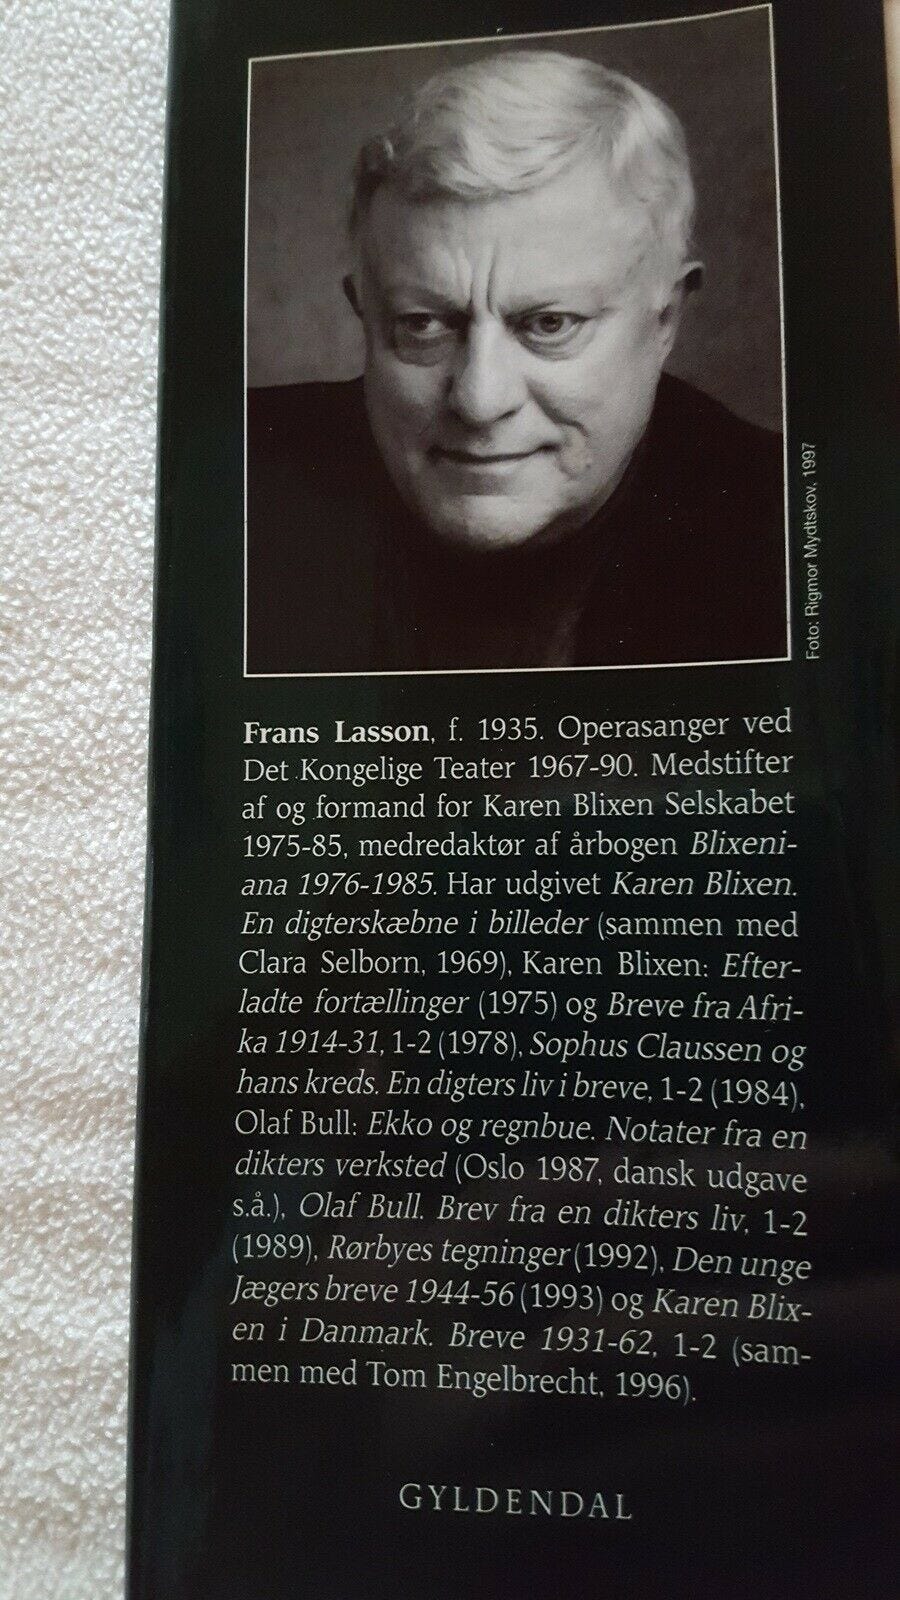 Foto: Rigmor Mydtskov, 1997
Frans Lasson, f. 1935. Operasanger ved
Det Kongelige Teater 1967-90. Medstifter
af og formand for Karen Blixen Selskabet
1975-85, medredaktør af årbogen Blixeni-
ana 1976-1985. Har udgivet Karen Blixen.
En digterskæbne i billeder (sammen med
Clara Selborn, 1969), Karen Blixen: Efter-
ladte fortællinger (1975) og Breve fra Afri-
ka 1914-31, 1-2 (1978), Sophus Claussen og
hans kreds. En digters liv i breve, 1-2 (1984),
Olaf Bull: Ekko og regnbue. Notater fra en
dikters verksted (Oslo 1987, dansk udgave
s.å.), Olaf Bull. Brev fra en dikters liv, 1-2
(1989), Rørbyes tegninger (1992), Den unge
Jægers breve 1944-56 (1993) og Karen Blix-
en i Danmark. Breve 1931-62, 1-2 (sam-
men med Tom Engelbrecht, 1996).
GYLDENDAL